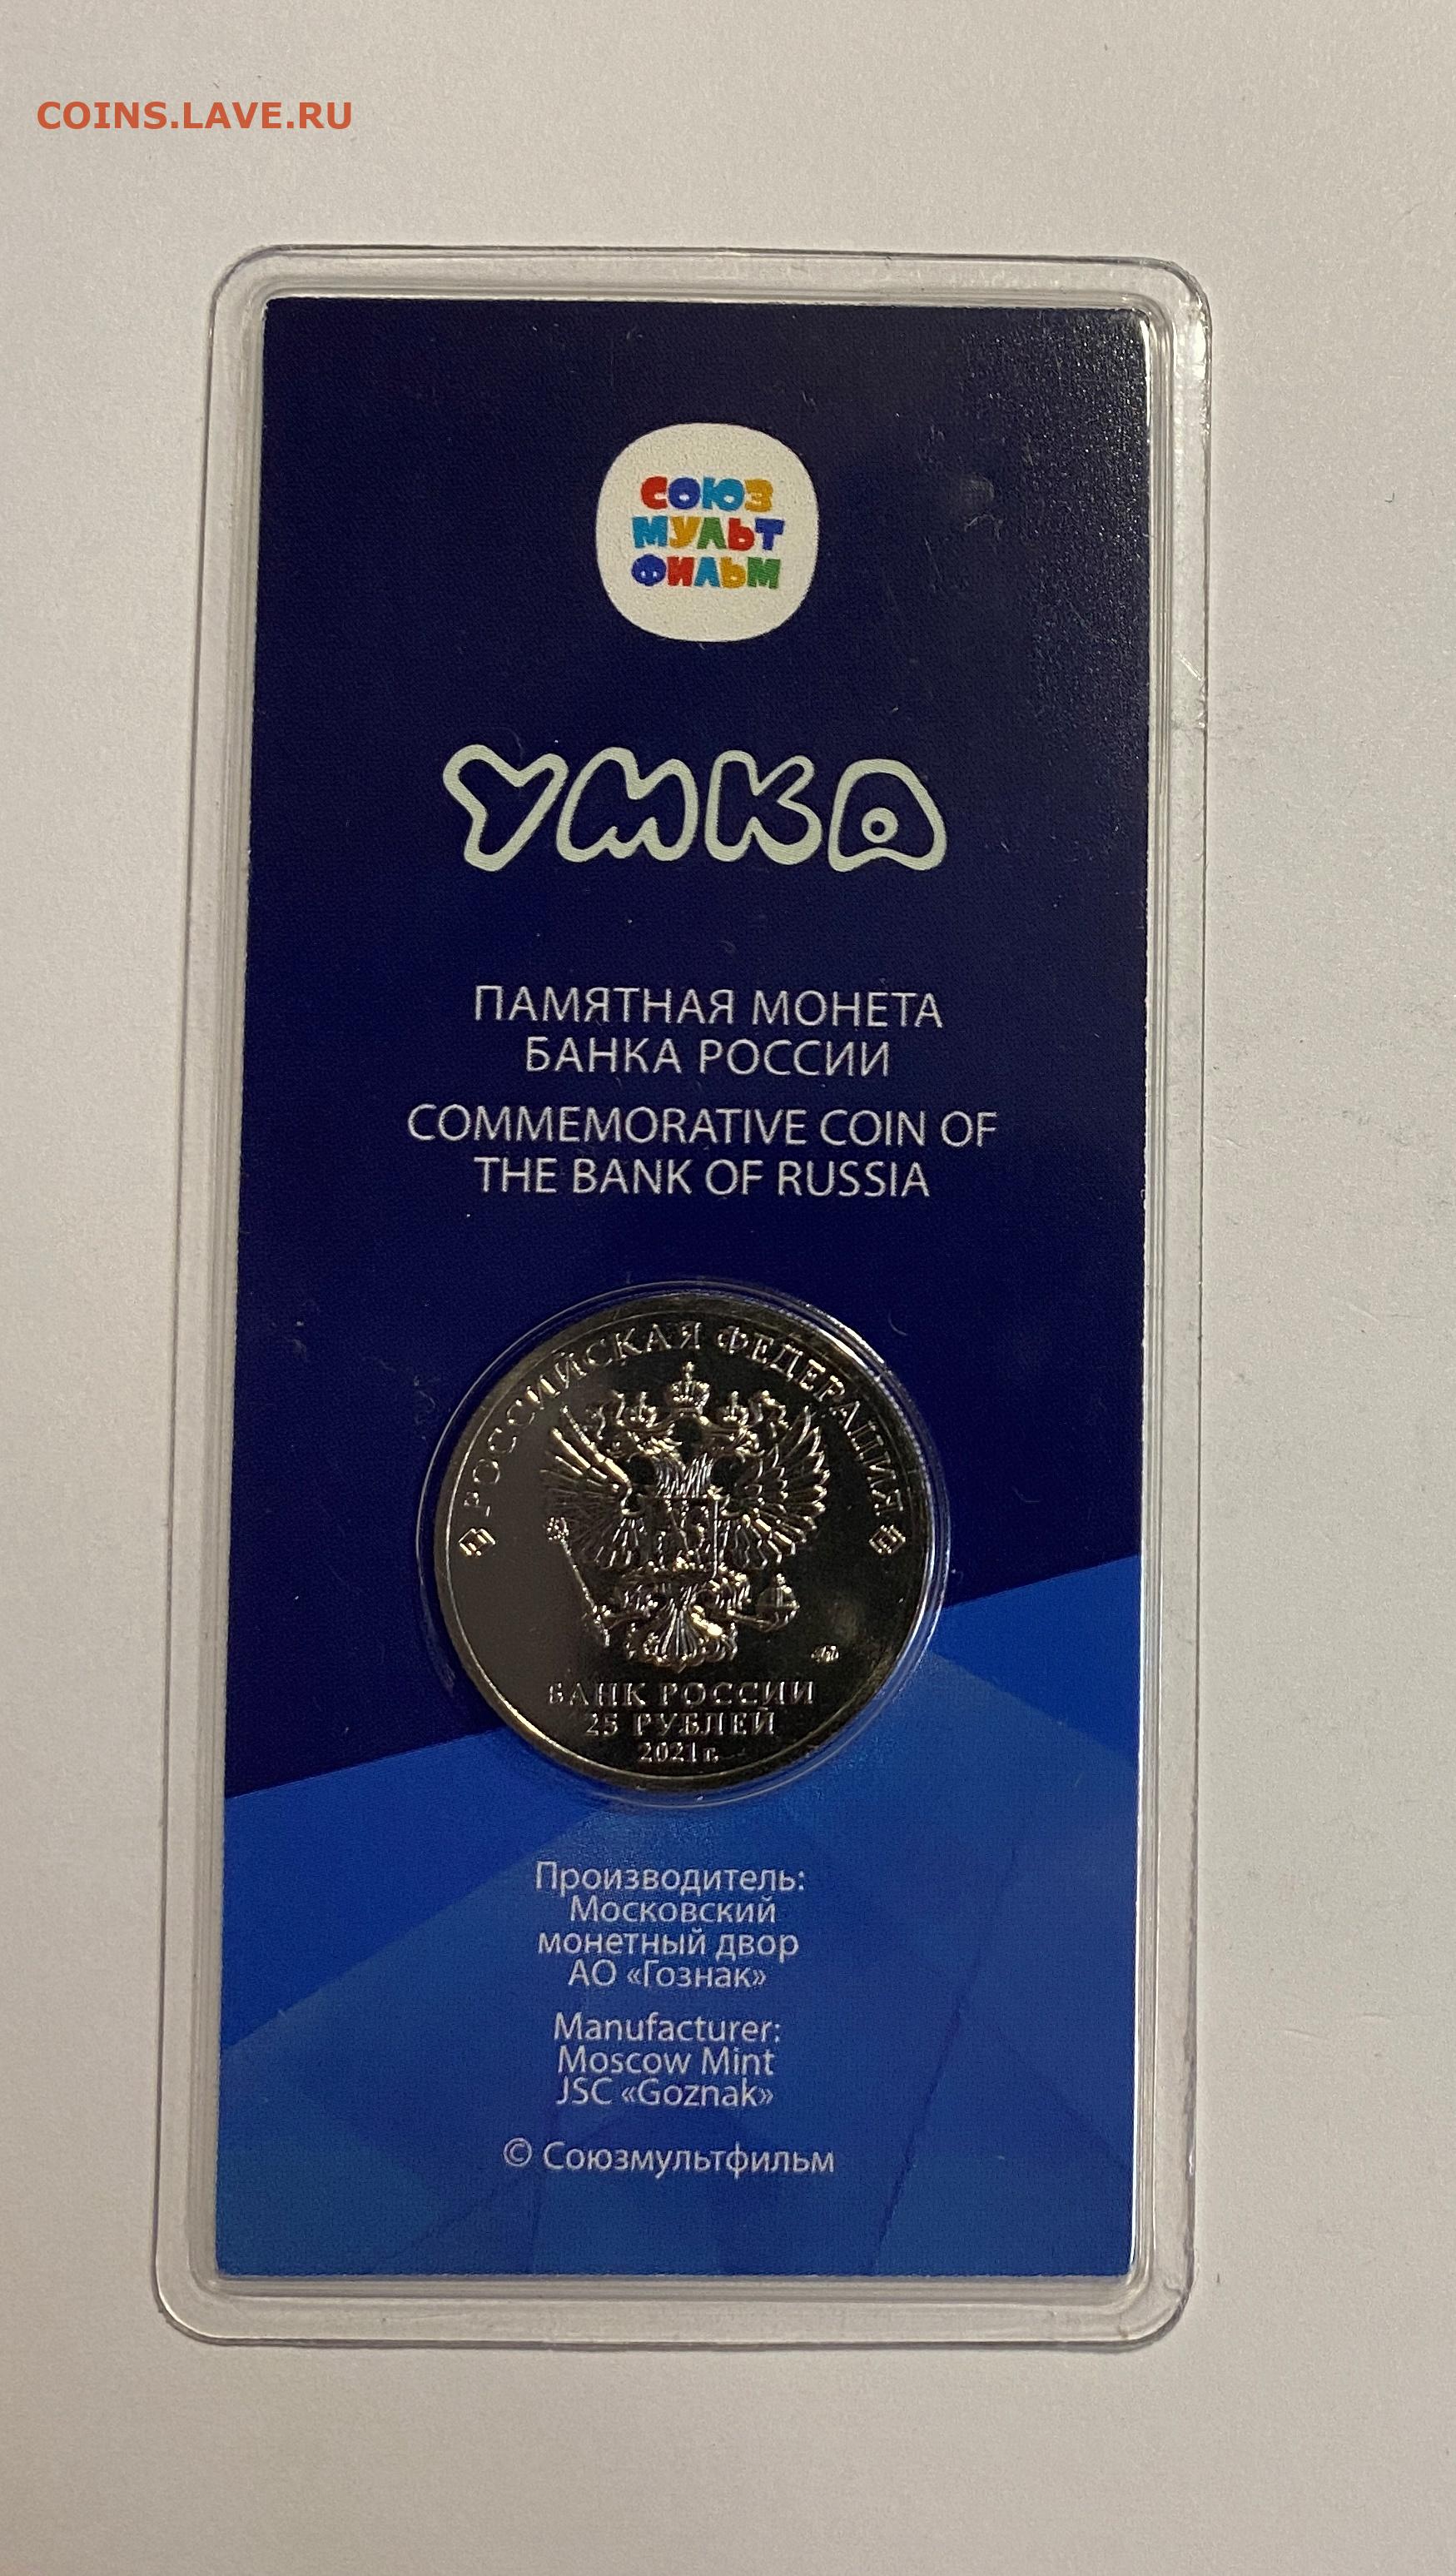 COINS.LAVE.RU
СОЮЗ
МУЛЬТ
ФИЛЬМ
УМКА
ПАМЯТНАЯ МОНЕТА
БАНКА РОССИИ
COMMEMORATIVE COIN OF
THE BANK OF RUSSIA
РОССИЙСКАЯ ФЕДЕРАЦИЯ
БАНК РОССИИ
25 РУБЛЕЙ
2021 г.
Производитель:
Московский
монетный двор
АО «Гознак»
Manufacturer:
Moscow Mint
JSC «Goznak»
© Союзмультфильм